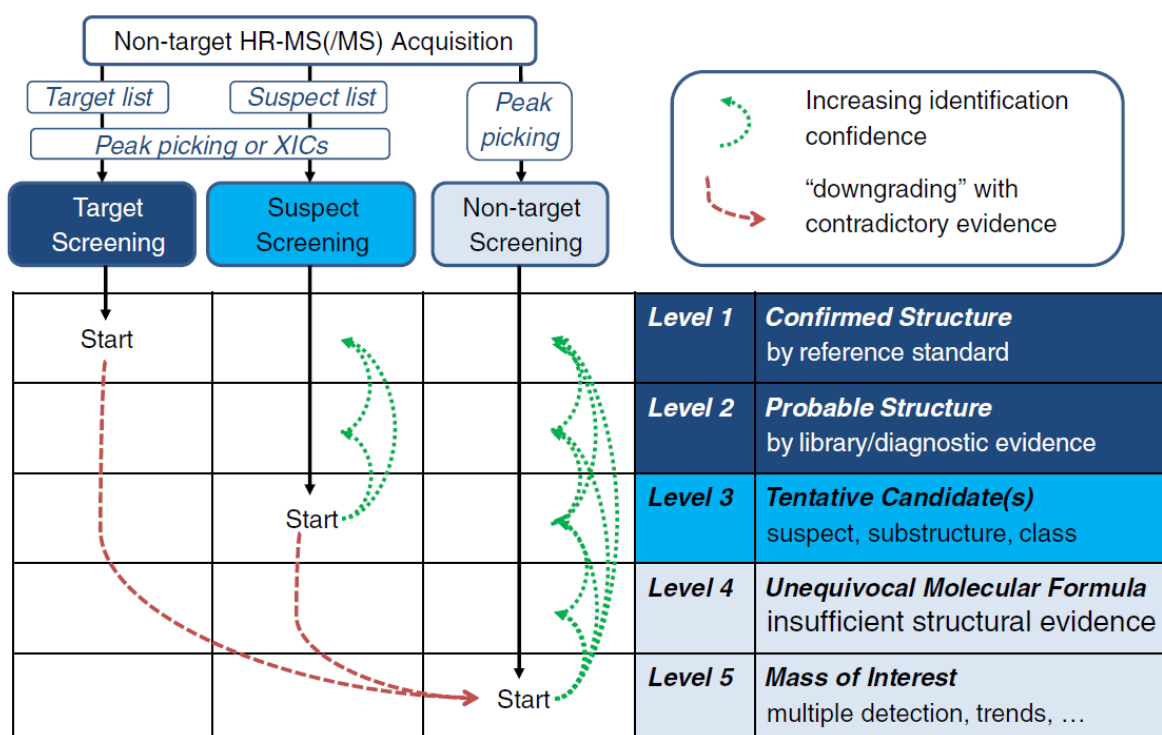 Non-target HR-MS(/MS) Acquisition
Target list
Suspect list
Peak
picking
Peak picking or XICs
Target
Screening
Suspect
Screening
Non-target
Screening
Increasing identification
confidence
“downgrading” with
contradictory evidence
Start
Level 1
Confirmed Structure
by reference standard
Level 2
Probable Structure
by library/diagnostic evidence
Start
Level 3
Tentative Candidate(s)
suspect, substructure, class
Level 4
Unequivocal Molecular Formula
insufficient structural evidence
Start
Level 5
Mass of Interest
multiple detection, trends, …